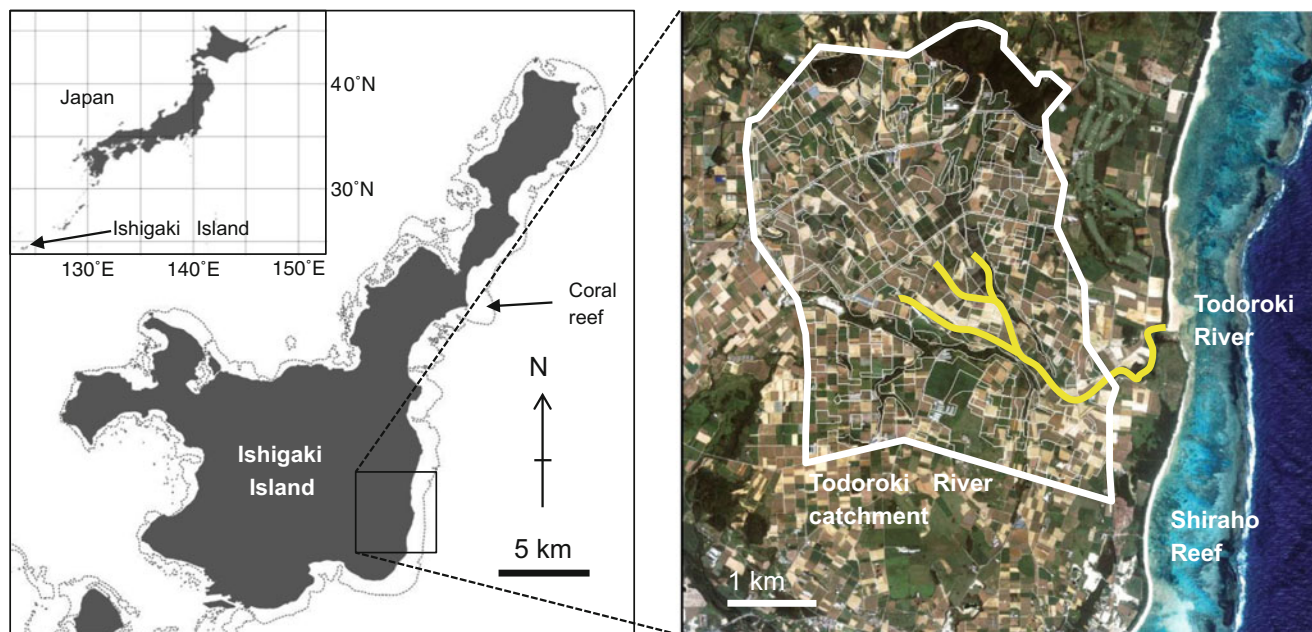 Japan
40°N
30°N
Ishigaki Island
130°E 140°E 150°E
Coral
reef
N
Ishigaki
Island
5 km
Todoroki
River
Todoroki River
catchment
Shiraho
Reef
1 km